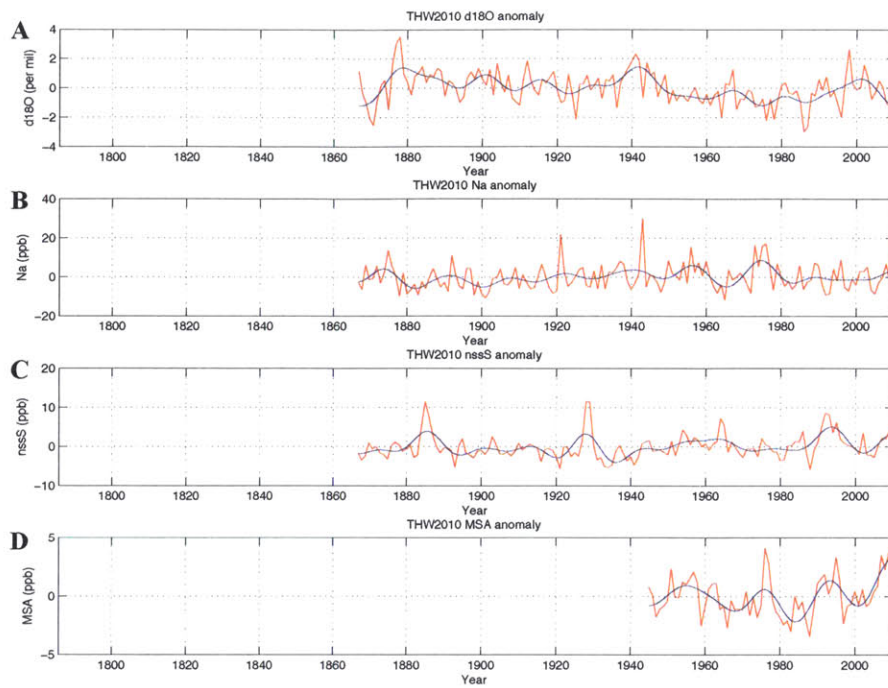 A
THW2010 d18O anomaly
d18O (per mil)
4
2
0
−2
−4
1800 1820 1840 1860 1880 1900 1920 1940 1960 1980 2000
Year
B
THW2010 Na anomaly
Na (ppb)
40
20
0
−20
1800 1820 1840 1860 1880 1900 1920 1940 1960 1980 2000
Year
C
THW2010 nssS anomaly
nssS (ppb)
20
10
0
−10
1800 1820 1840 1860 1880 1900 1920 1940 1960 1980 2000
Year
D
THW2010 MSA anomaly
MSA (ppb)
5
0
−5
1800 1820 1840 1860 1880 1900 1920 1940 1960 1980 2000
Year